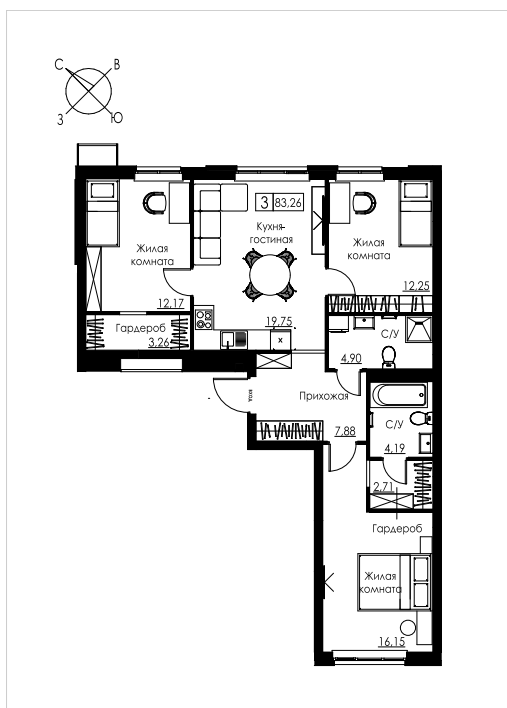 С В
З Ю
3 83,26
Кухня-
гостиная
19,75
Жилая
комната
12,17
Жилая
комната
12,25
Гардероб
3,26
С/У
4,90
Прихожая
7,88
С/У
4,19
2,71
Гардероб
Жилая
комната
16,15
х